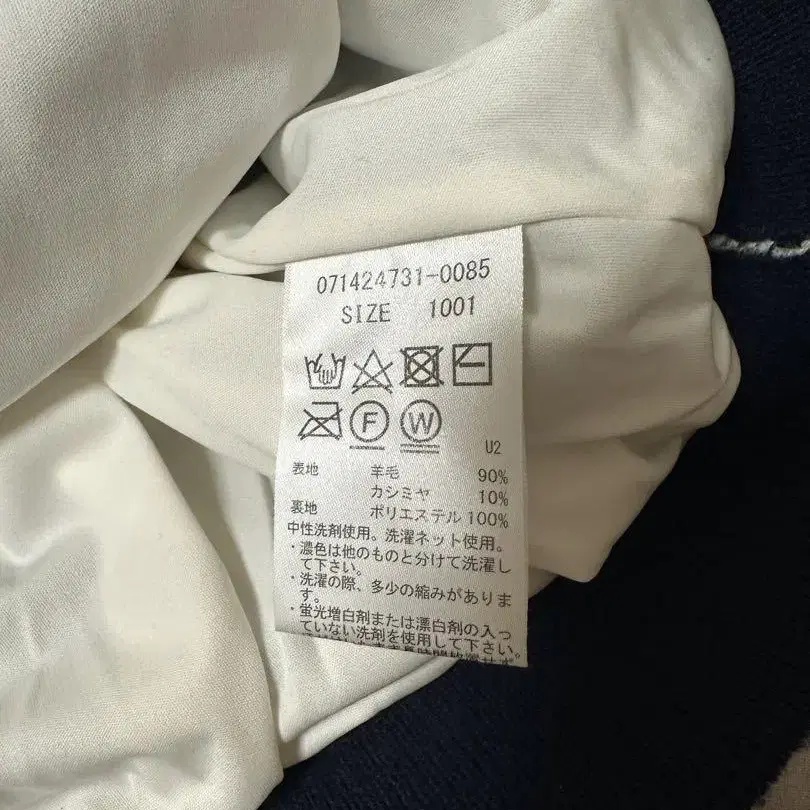 071424731-0085
SIZE 1001
F W
U2
表地 羊毛 90%
カシミヤ 10%
裏地 ポリエステル 100%
中性洗剤使用。洗濯ネット使用。
・濃色は他のものと分けて洗濯し
て下さい。
・洗濯の際、多少の縮みがありま
す。
・蛍光増白剤または漂白剤の入っ
ていない洗剤を使用して下さい。